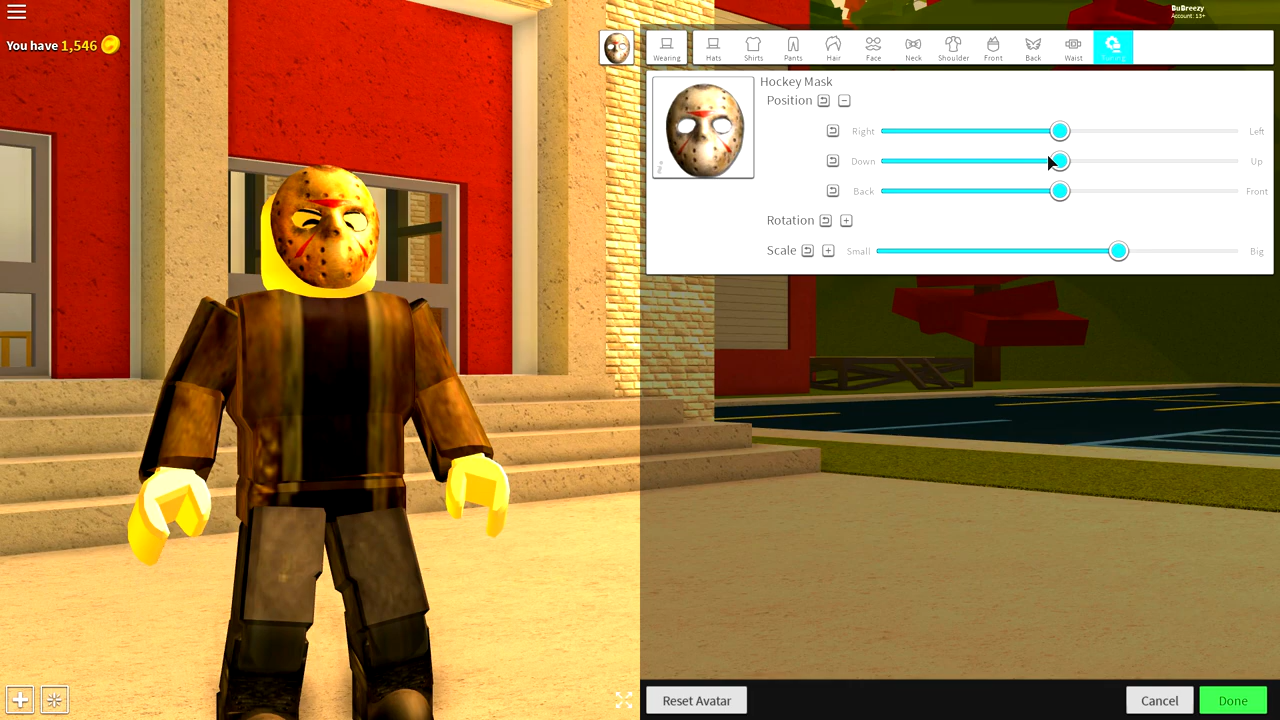 BuBreezy
Account: 13+
You have 1,546
Wearing
Hats
Shirts
Pants
Hair
Face
Neck
Shoulder
Front
Back
Waist
Hockey Mask
Position
Right
Left
Down
Up
Back
Front
Rotation
Scale
Small
Big
Reset Avatar
Cancel
Done